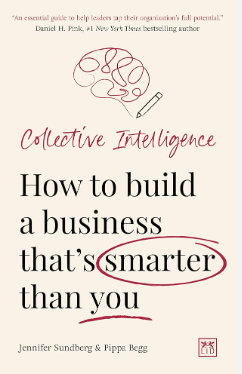 "An essential guide to help leaders tap their organization's full potential."
Daniel H. Pink, #1 New York Times bestselling author
Collective Intelligence
How to build
a business
that's smarter
than you
Jennifer Sundberg & Pippa Begg
LID